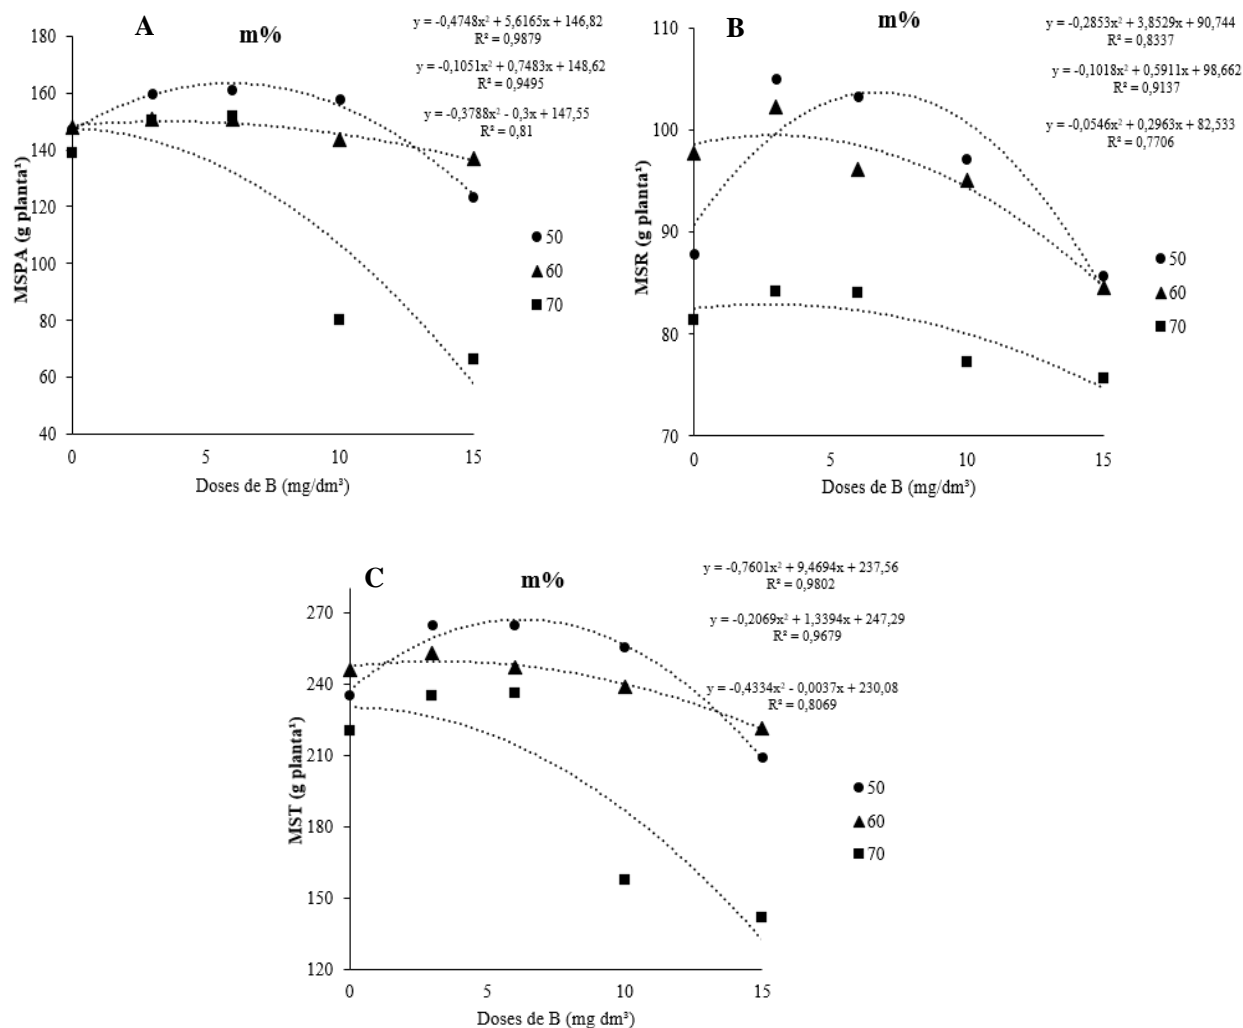 A
m%
y = -0,4748x² + 5,6165x + 146,82
R² = 0,9879
y = -0,1051x² + 0,7483x + 148,62
R² = 0,9495
y = -0,3788x² - 0,3x + 147,55
R² = 0,81
180
160
140
120
100
80
60
40
0
5
10
15
MSPA (g planta¹)
Doses de B (mg/dm³)
50
60
70
B
m%
y = -0,2853x² + 3,8529x + 90,744
R² = 0,8337
y = -0,1018x² + 0,5911x + 98,662
R² = 0,9137
y = -0,0546x² + 0,2963x + 82,533
R² = 0,7706
110
100
90
80
70
0
5
10
15
MSR (g planta¹)
Doses de B (mg/dm³)
50
60
70
C
m%
y = -0,7601x² + 9,4694x + 237,56
R² = 0,9802
y = -0,2069x² + 1,3394x + 247,29
R² = 0,9679
y = -0,4334x² - 0,0037x + 230,08
R² = 0,8069
270
240
210
180
150
120
0
5
10
15
MST (g planta¹)
Doses de B (mg dm³)
50
60
70